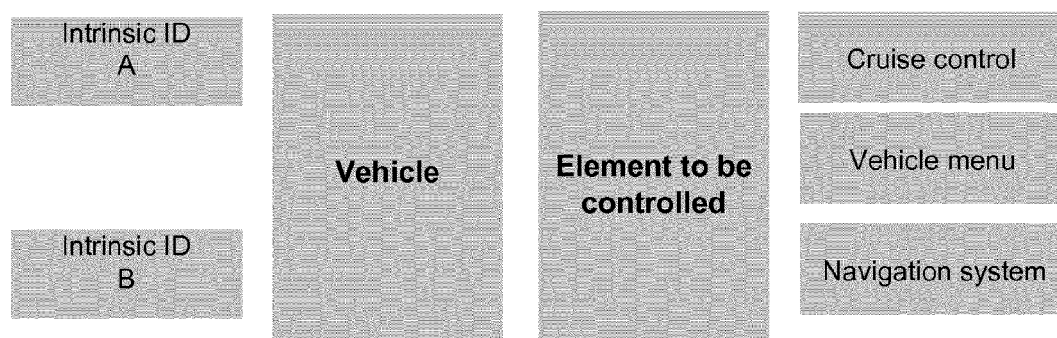 Intrinsic ID
A
Intrinsic ID
B
Vehicle
Element to be
controlled
Cruise control
Vehicle menu
Navigation system